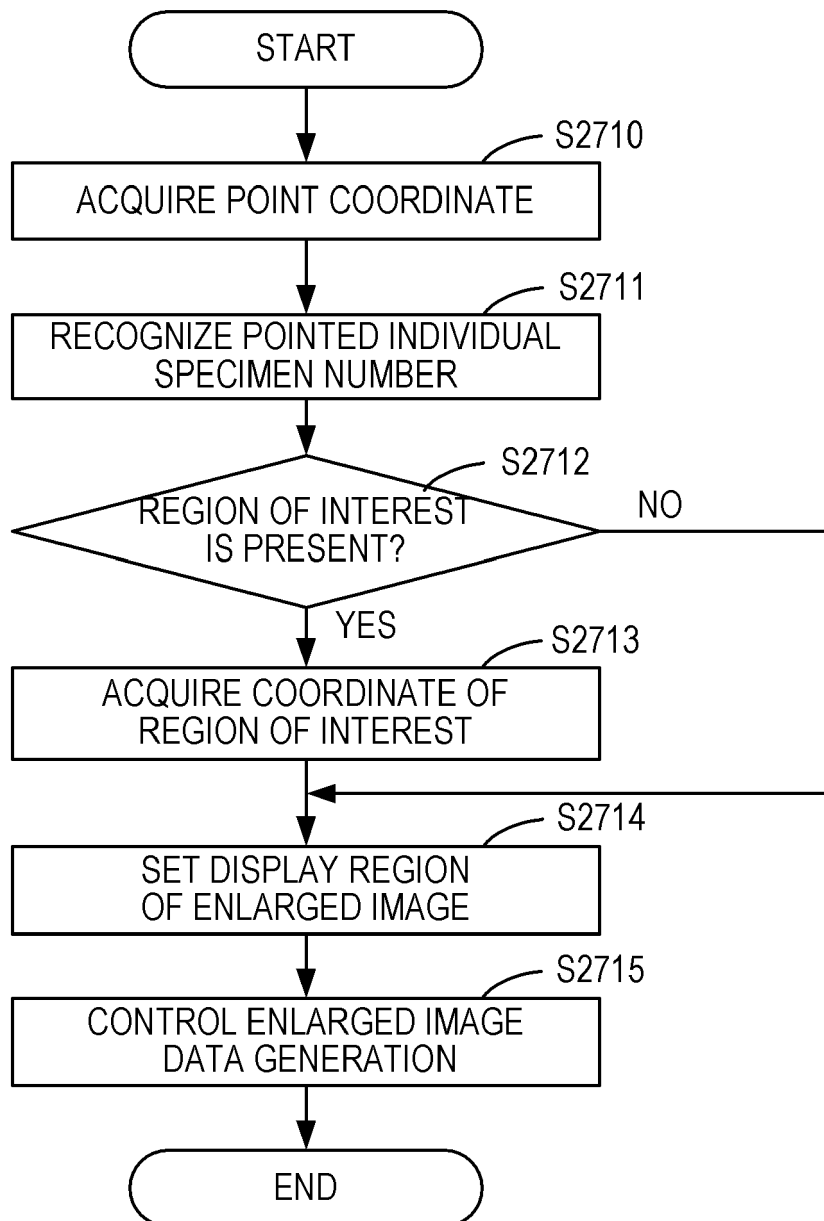 START
S2710
ACQUIRE POINT COORDINATE
S2711
RECOGNIZE POINTED INDIVIDUAL
SPECIMEN NUMBER
S2712
REGION OF INTEREST
IS PRESENT?
NO
YES
S2713
ACQUIRE COORDINATE OF
REGION OF INTEREST
S2714
SET DISPLAY REGION
OF ENLARGED IMAGE
S2715
CONTROL ENLARGED IMAGE
DATA GENERATION
END